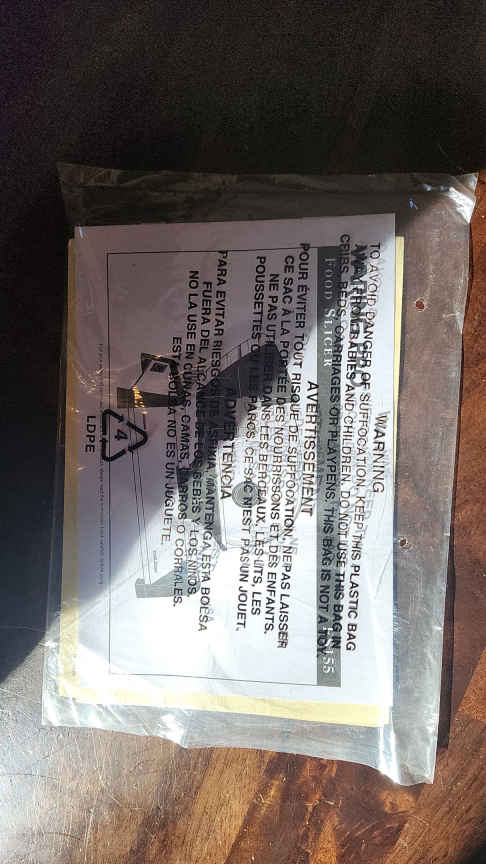 WARNING
TO AVOID DANGER OF SUFFOCATION, KEEP THIS PLASTIC BAG
AWAY FROM BABIES AND CHILDREN. DO NOT USE THIS BAG IN
CRIBS, BEDS, CARRIAGES OR PLAYPENS. THIS BAG IS NOT A TOY.
AVERTISSEMENT
POUR ÉVITER TOUT RISQUE DE SUFFOCATION, NE PAS LAISSER
CE SAC À LA PORTÉE DES NOURRISSONS ET DES ENFANTS.
NE PAS UTILISER DANS LES BERCEAUX, LES LITS, LES
POUSSETTES OU LES PARCS. CE SAC N'EST PAS UN JOUET.
ADVERTENCIA
PARA EVITAR RIESGOS DE ASFIXIA, MANTENGA ESTA BOLSA
FUERA DEL ALCANCE DE LOS BEBÉS Y LOS NIÑOS.
NO LA USE EN CUNAS, CAMAS, CARROS O CORRALES.
ESTA BOLSA NO ES UN JUGUETE.
4
LDPE
FOOD SLICER